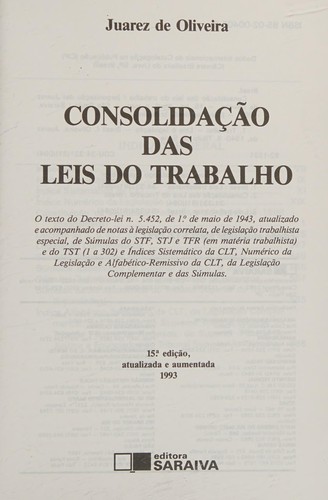 Juarez de Oliveira
CONSOLIDAÇÃO
DAS
LEIS DO TRABALHO
O texto do Decreto-lei n. 5.452, de 1º de maio de 1943, atualizado
e acompanhado de notas à legislação correlata, de legislação trabalhista
especial, de Súmulas do STF, STJ e TFR (em matéria trabalhista)
e do TST (1 a 302) e Índices Sistemático da CLT, Numérico da
Legislação e Alfabético-Remissivo da CLT, da Legislação
Complementar e das Súmulas.
15ª edição,
atualizada e aumentada
1993
editora
SARAIVA